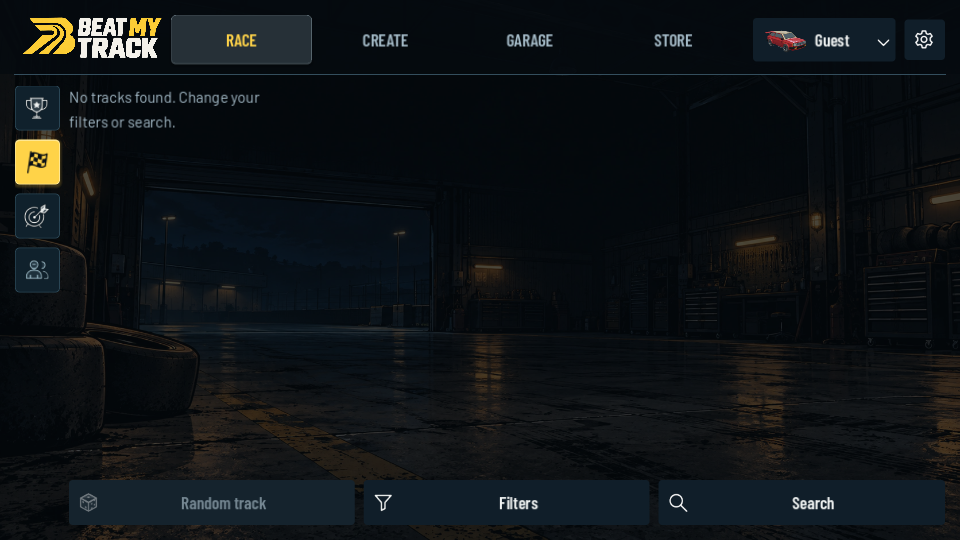 BEAT MY
TRACK
RACE
CREATE
GARAGE
STORE
Guest
No tracks found. Change your
filters or search.
Random track
Filters
Search